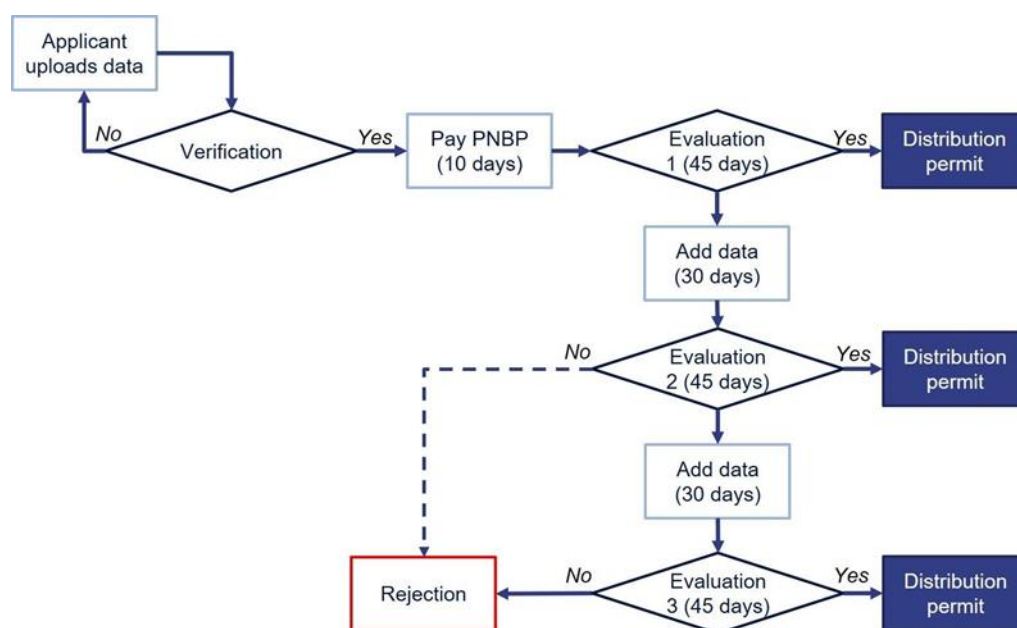 Applicant
uploads data
No
Verification
Yes
Pay PNBP
(10 days)
Evaluation
1 (45 days)
Yes
Distribution
permit
Add data
(30 days)
No
Evaluation
2 (45 days)
Yes
Distribution
permit
Add data
(30 days)
Rejection
No
Evaluation
3 (45 days)
Yes
Distribution
permit